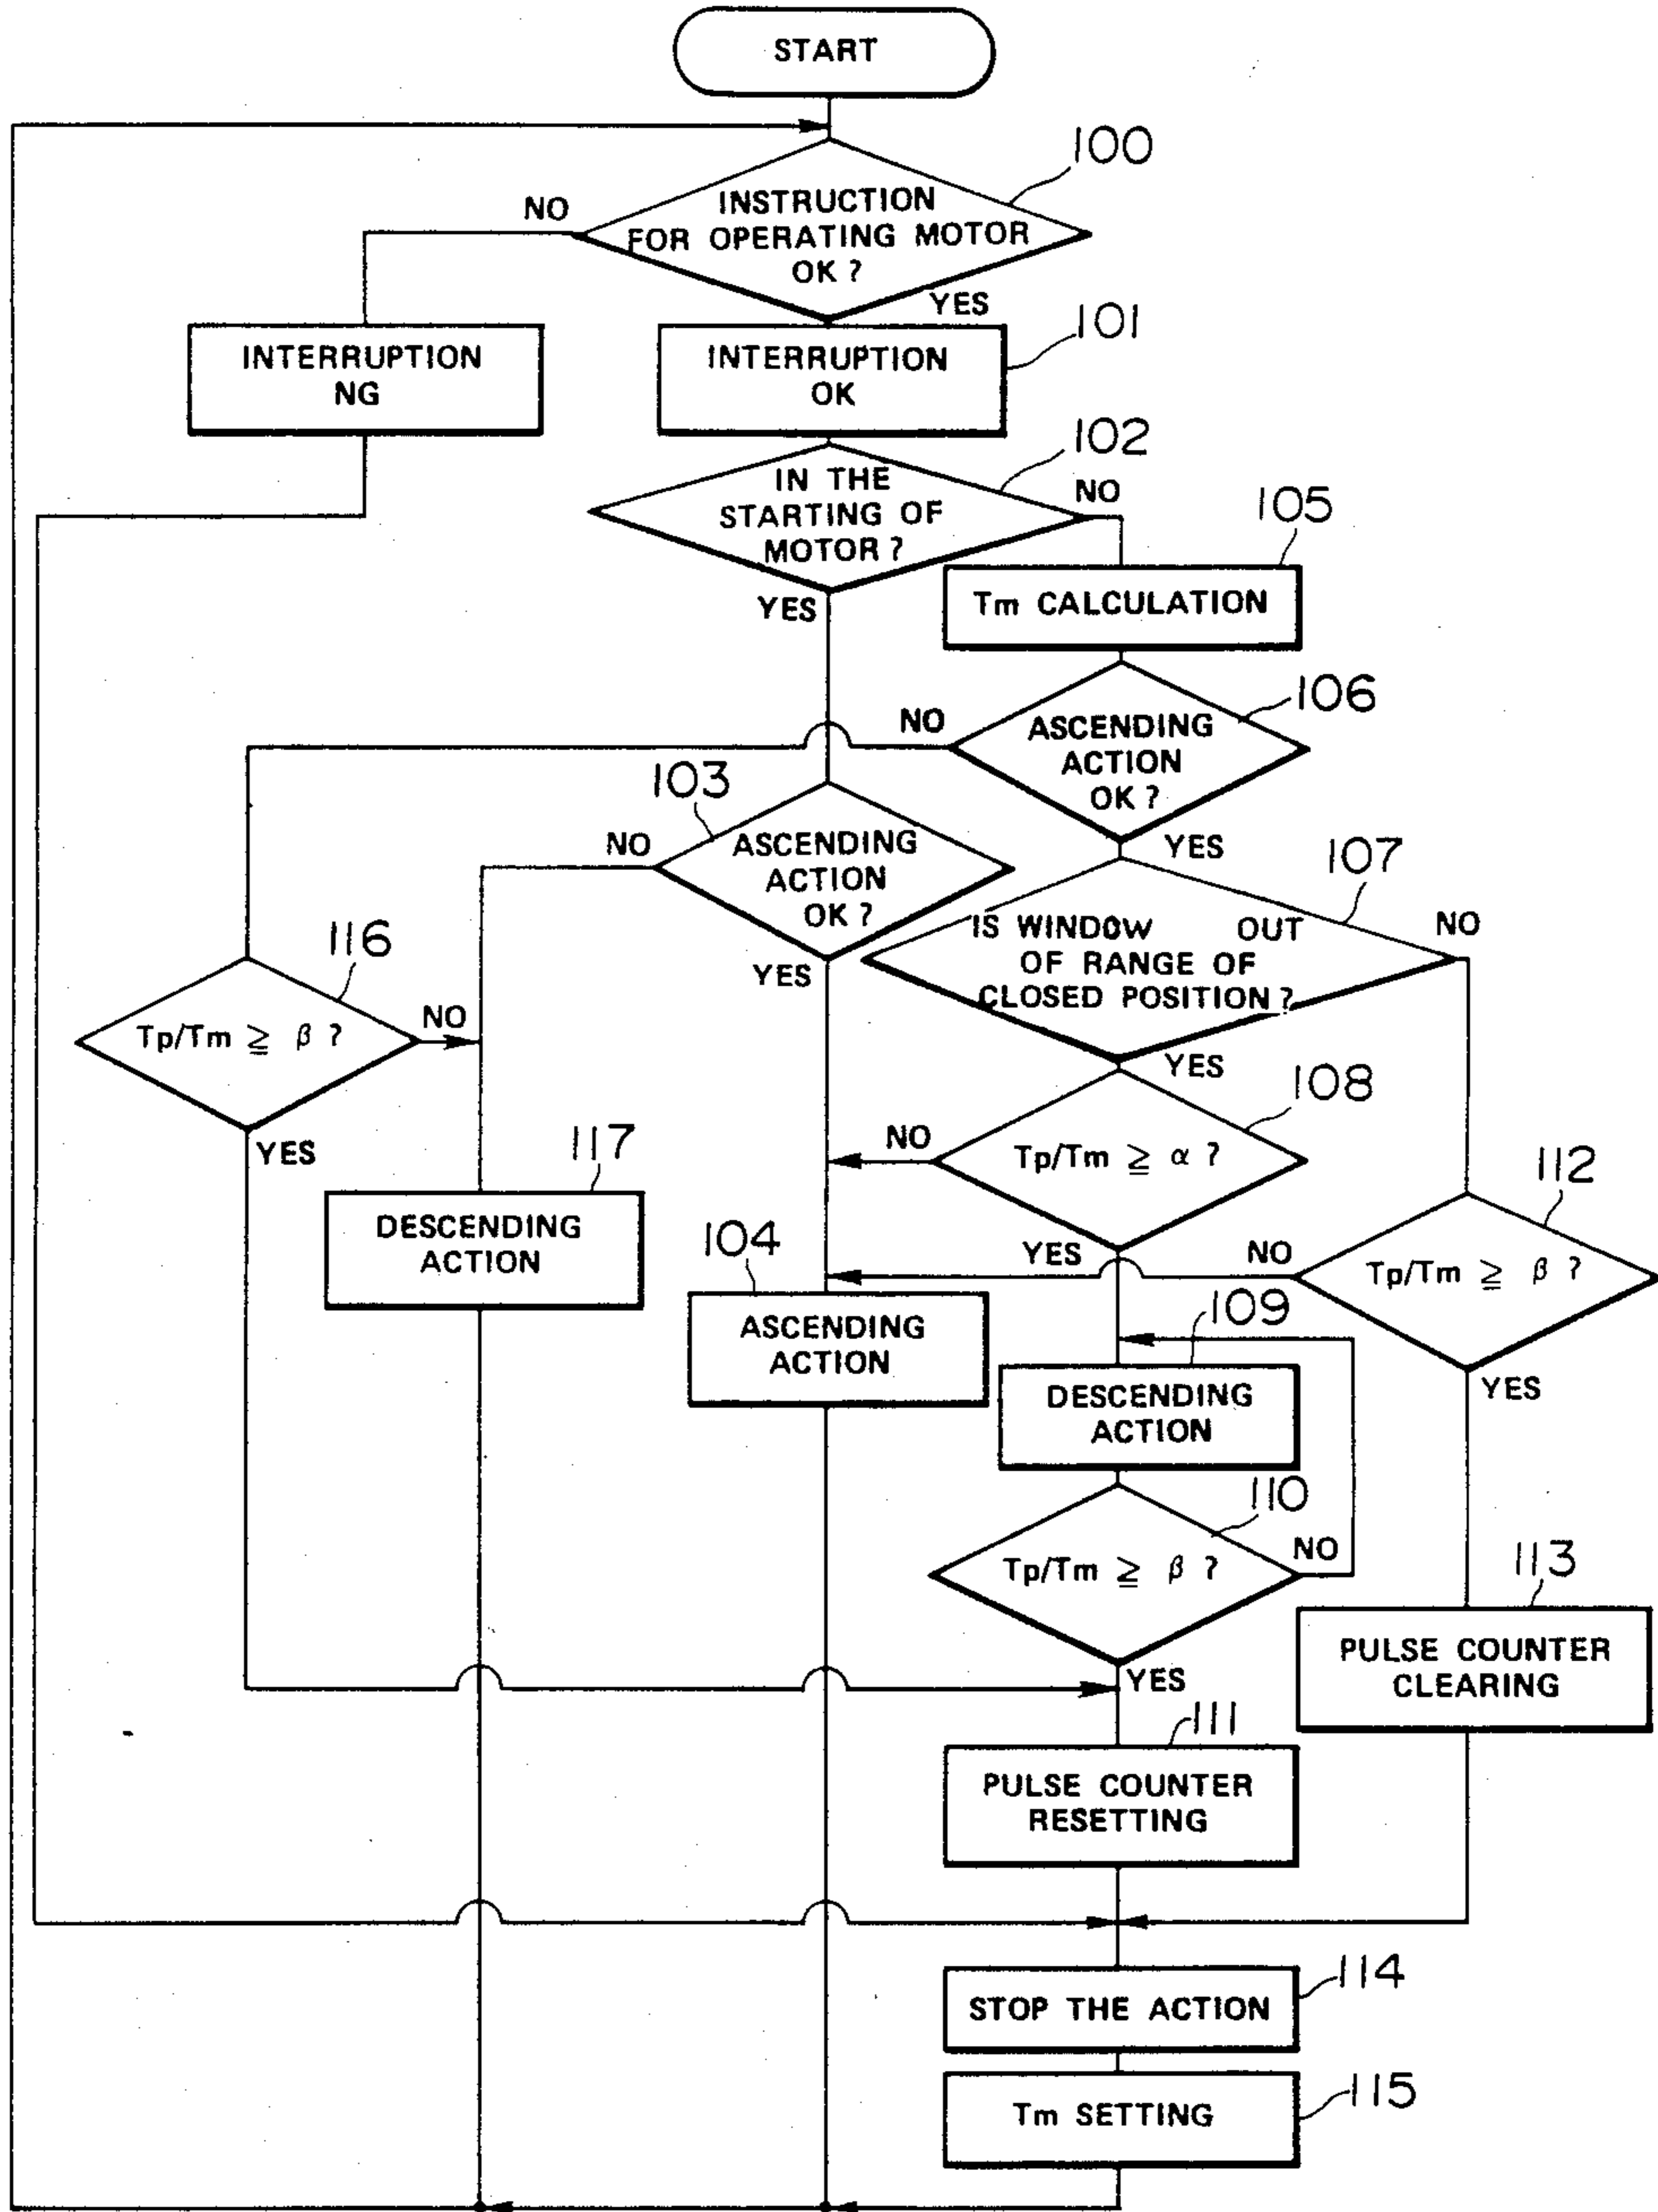 START
100
NO
INSTRUCTION
FOR OPERATING MOTOR
OK ?
YES
INTERRUPTION
NG
INTERRUPTION
OK
101
102
IN THE
STARTING OF
MOTOR ?
NO
YES
105
Tm CALCULATION
106
NO
ASCENDING
ACTION
OK ?
YES
103
NO
ASCENDING
ACTION
OK ?
YES
107
IS WINDOW OUT
OF RANGE OF
CLOSED POSITION ?
NO
YES
116
Tp/Tm ≧ β ?
NO
YES
108
NO
Tp/Tm ≧ α ?
YES
117
DESCENDING
ACTION
112
NO
Tp/Tm ≧ β ?
YES
104
ASCENDING
ACTION
109
DESCENDING
ACTION
110
Tp/Tm ≧ β ?
NO
YES
113
PULSE COUNTER
CLEARING
111
PULSE COUNTER
RESETTING
114
STOP THE ACTION
115
Tm SETTING